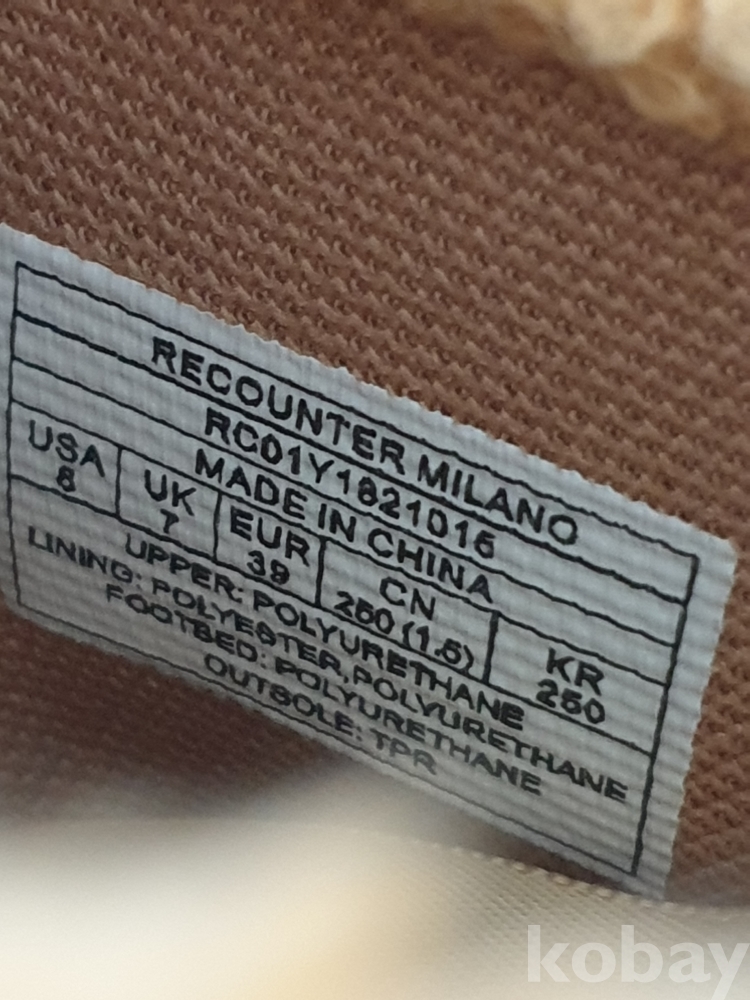 RECOUNTER MILANO
RC01Y1821016
MADE IN CHINA
USA UK EUR CN KR
8 7 39 250 (1.5) 250
UPPER: POLYURETHANE
LINING: POLYESTER, POLYURETHANE
FOOTBED: POLYURETHANE
OUTSOLE: TPR
kobay